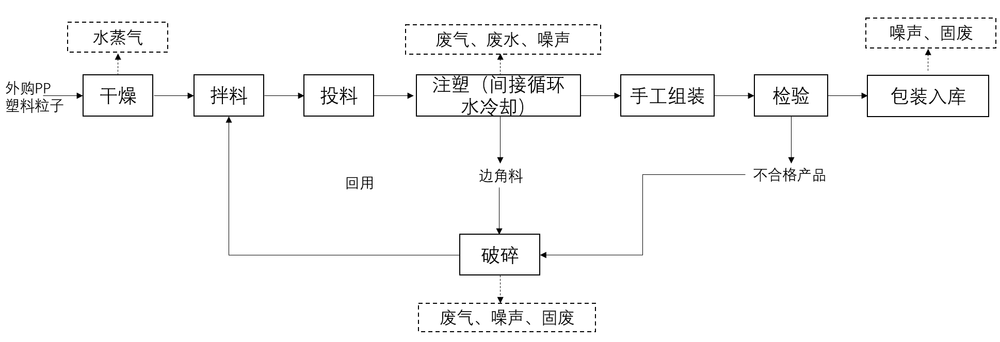 水蒸气
废气、废水、噪声
噪声、固废
外购PP
塑料粒子
干燥
拌料
投料
注塑（间接循环
水冷却）
手工组装
检验
包装入库
回用
边角料
不合格产品
破碎
废气、噪声、固废